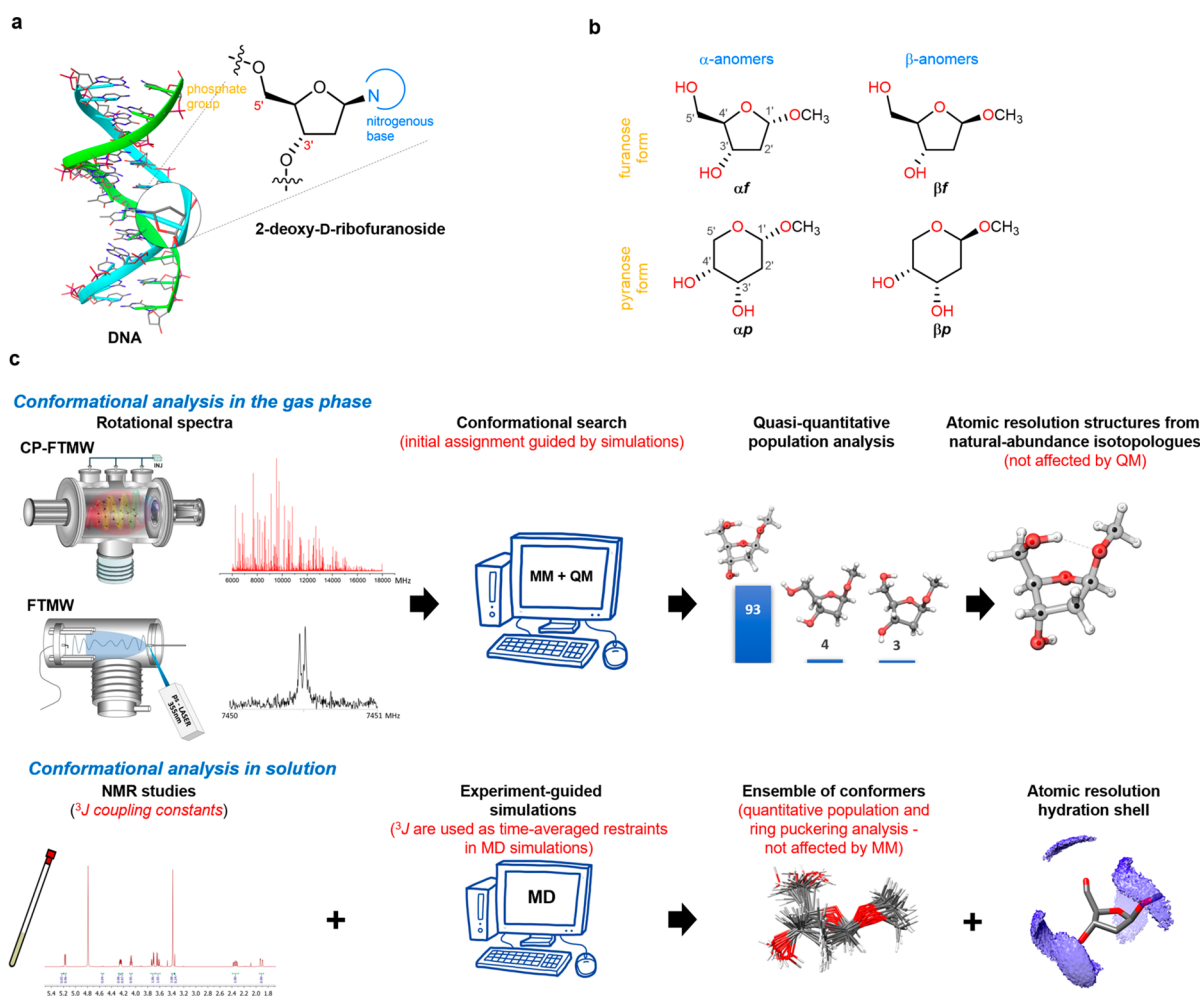 a
phosphate
group
O
5'
O
N
nitrogenous
base
O
3'
2-deoxy-D-ribofuranoside
DNA
b
α-anomers
β-anomers
furanose
form
HO
O
4'
1'
OCH3
5'
3'
2'
HO
αf
HO
O
OCH3
OH
βf
pyranose
form
5'
O
1'
OCH3
4'
2'
HO
3'
OH
αp
O
OCH3
HO
OH
βp
c
Conformational analysis in the gas phase
Rotational spectra
CP-FTMW
INJ
6000 8000 10000 12000 14000 16000 18000
MHz
FTMW
ps - LASER
355nm
7450
7451 MHz
Conformational search
(initial assignment guided by simulations)
MM + QM
Quasi-quantitative
population analysis
93
4
3
Atomic resolution structures from
natural-abundance isotopologues
(not affected by QM)
Conformational analysis in solution
NMR studies
(3J coupling constants)
5.4 5.2 5.0 4.8 4.6 4.4 4.2 4.0 3.8 3.6 3.4 3.2 3.0 2.8 2.6 2.4 2.2 2.0 1.8
+
Experiment-guided
simulations
(3J are used as time-averaged restraints
in MD simulations)
MD
Ensemble of conformers
(quantitative population and
ring puckering analysis -
not affected by MM)
+
Atomic resolution
hydration shell